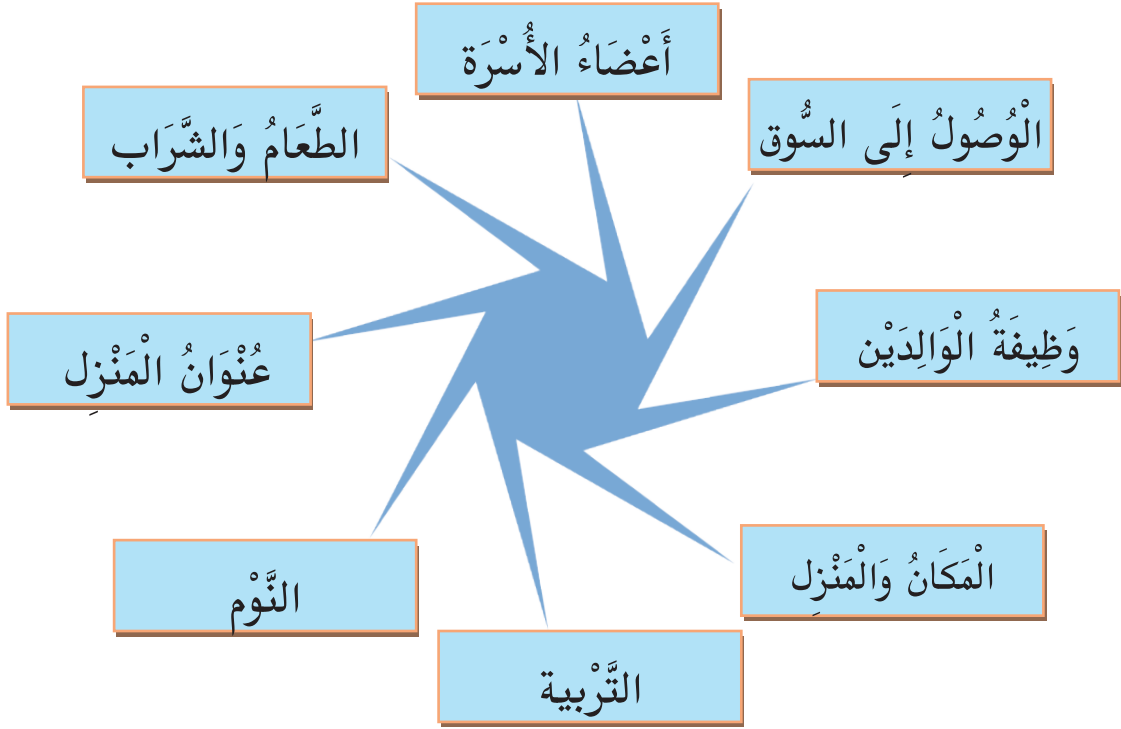 أَعْضَاءُ الأُسْرَة
الْوُصُولُ إِلَى السُّوق
الطَّعَامُ وَالشَّرَاب
وَظِيفَةُ الْوَالِدَيْن
عُنْوَانُ الْمَنْزِل
الْمَكَانُ وَالْمَنْزِل
النَّوْم
التَّرْبية